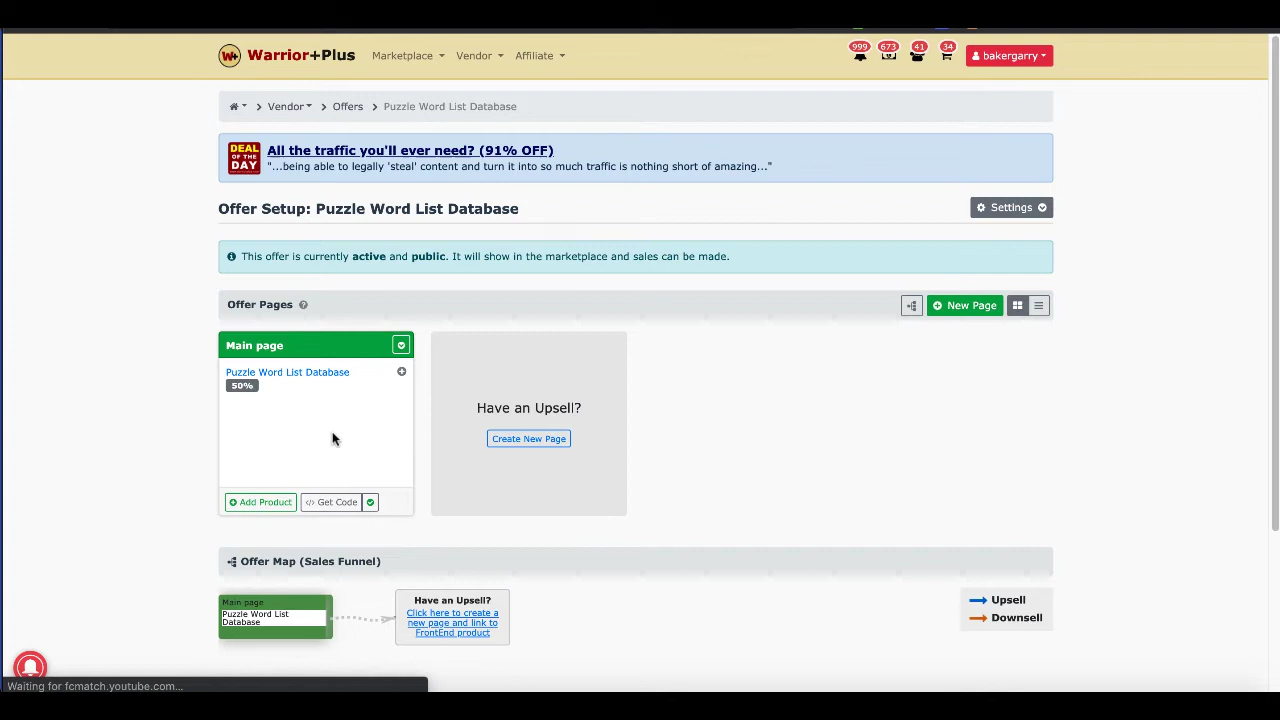 Warrior+Plus
Marketplace
Vendor
Affiliate
999
673
41
34
bakergarry
Vendor
Offers
Puzzle Word List Database
DEAL OF THE DAY
All the traffic you'll ever need? (91% OFF)
"...being able to legally 'steal' content and turn it into so much traffic is nothing short of amazing..."
Offer Setup: Puzzle Word List Database
Settings
This offer is currently active and public. It will show in the marketplace and sales can be made.
Offer Pages
New Page
Main page
Puzzle Word List Database
50%
Add Product
</> Get Code
Have an Upsell?
Create New Page
Offer Map (Sales Funnel)
Main page
Puzzle Word List
Database
Have an Upsell?
Click here to create a
new page and link to
FrontEnd product
Upsell
Downsell
Waiting for fcmatch.youtube.com...